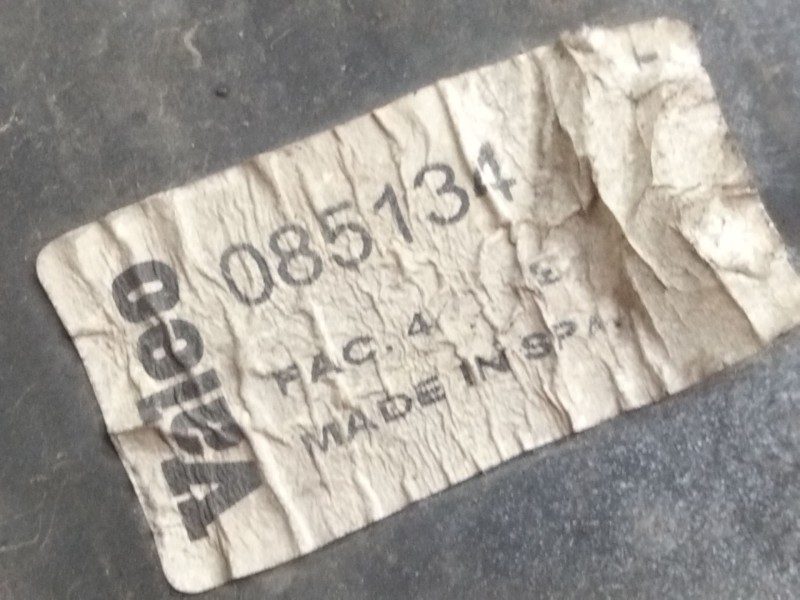 Valeo
085134
FAC. 4
MADE IN SPA